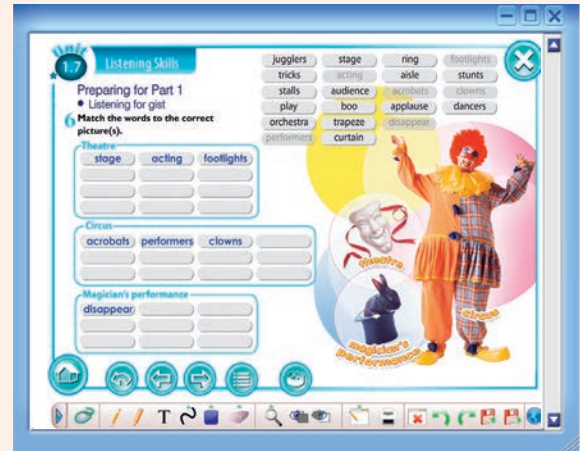 Unit
1.7
Listening Skills
Preparing for Part 1
• Listening for gist
6 Match the words to the correct
picture(s).
jugglers stage ring footlights
tricks acting aisle stunts
stalls audience acrobats clowns
play boo applause dancers
orchestra trapeze disappear
performers curtain
Theatre
stage acting footlights
Circus
acrobats performers clowns
Magician's performance
disappear
theatre
magician's
performance
circus
T